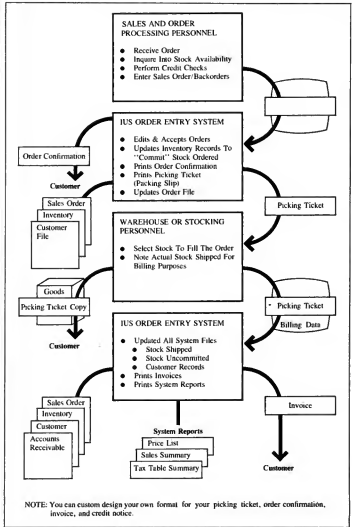 SALES AND ORDER
PROCESSING PERSONNEL
● Receive Order
● Inquire Into Stock Availability
● Perform Credit Checks
● Enter Sales Order/Backorders
IUS ORDER ENTRY SYSTEM
● Edits & Accepts Orders
● Updates Inventory Records To
"Commit" Stock Ordered
● Prints Order Confirmation
● Prints Picking Ticket
(Packing Slip)
● Updates Order File
Order Confirmation
Customer
Sales Order
Inventory
Customer
File
Picking Ticket
WAREHOUSE OR STOCKING
PERSONNEL
● Select Stock To Fill The Order
● Note Actual Stock Shipped For
Billing Purposes
Goods
Picking Ticket Copy
Customer
Picking Ticket
Billing Data
IUS ORDER ENTRY SYSTEM
● Updated All System Files
● Stock Shipped
● Stock Uncommitted
● Customer Records
● Prints Invoices
● Prints System Reports
Sales Order
Inventory
Customer
Accounts
Receivable
System Reports
Price List
Sales Summary
Tax Table Summary
Invoice
Customer
NOTE: You can custom design your own format for your picking ticket, order confirmation,
invoice, and credit notice.